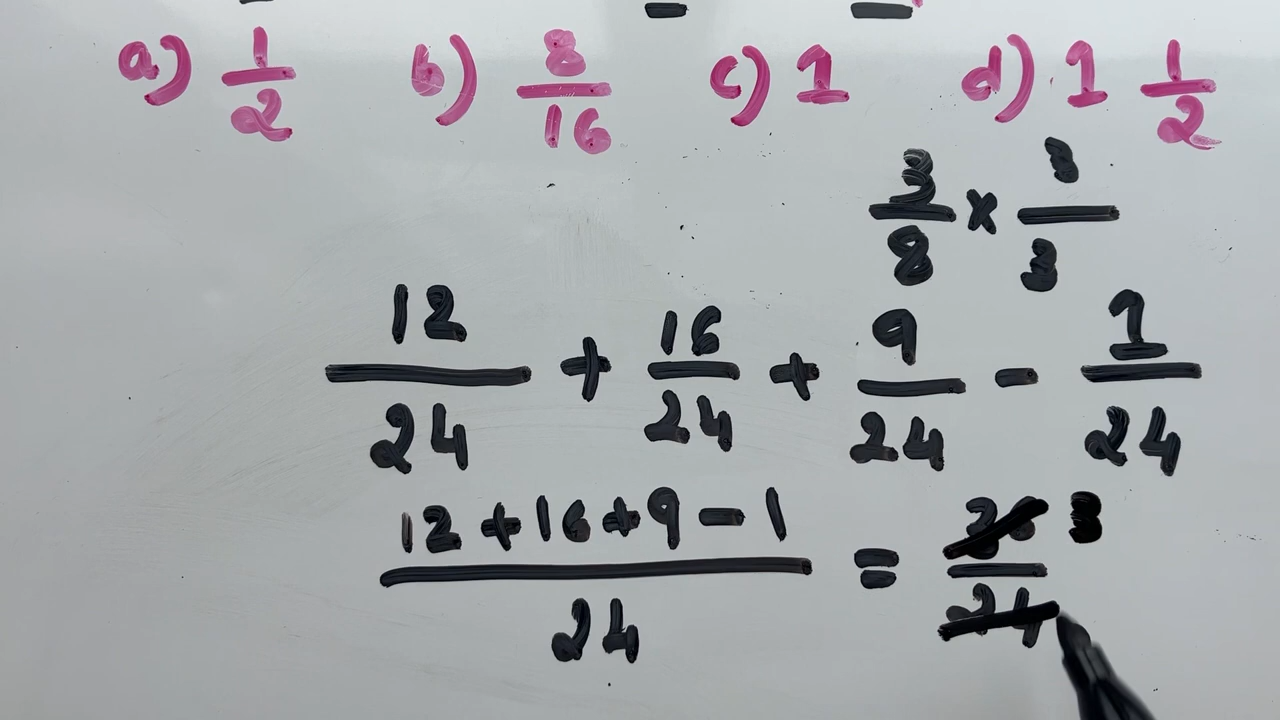 a) 1/2 b) 8/16 c) 1 d) 1 1/2
3/8 x 3/3
12/24 + 16/24 + 9/24 - 1/24
12+16+9-1/24 = 36/24 3